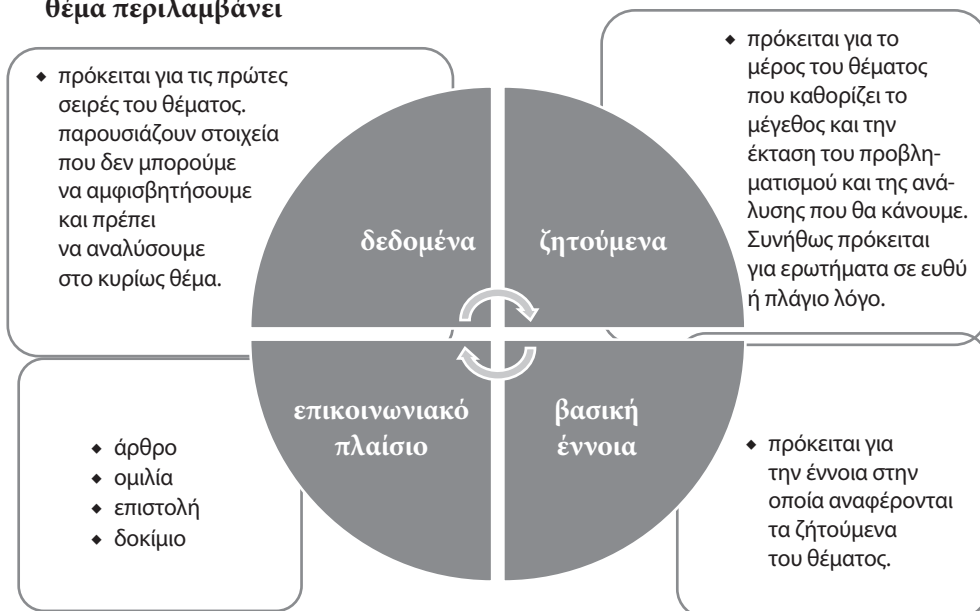 θέμα περιλαμβάνει
◆ πρόκειται για τις πρώτες
σειρές του θέματος.
παρουσιάζουν στοιχεία
που δεν μπορούμε
να αμφισβητήσουμε
και πρέπει
να αναλύσουμε
στο κυρίως θέμα.
◆ πρόκειται για το
μέρος του θέματος
που καθορίζει το
μέγεθος και την
έκταση του προβλη-
ματισμού και της ανά-
λυσης που θα κάνουμε.
Συνήθως πρόκειται
για ερωτήματα σε ευθύ
ή πλάγιο λόγο.
δεδομένα
ζητούμενα
επικοινωνιακό
πλαίσιο
βασική
έννοια
◆ άρθρο
◆ ομιλία
◆ επιστολή
◆ δοκίμιο
◆ πρόκειται για
την έννοια στην
οποία αναφέρονται
τα ζήτούμενα
του θέματος.